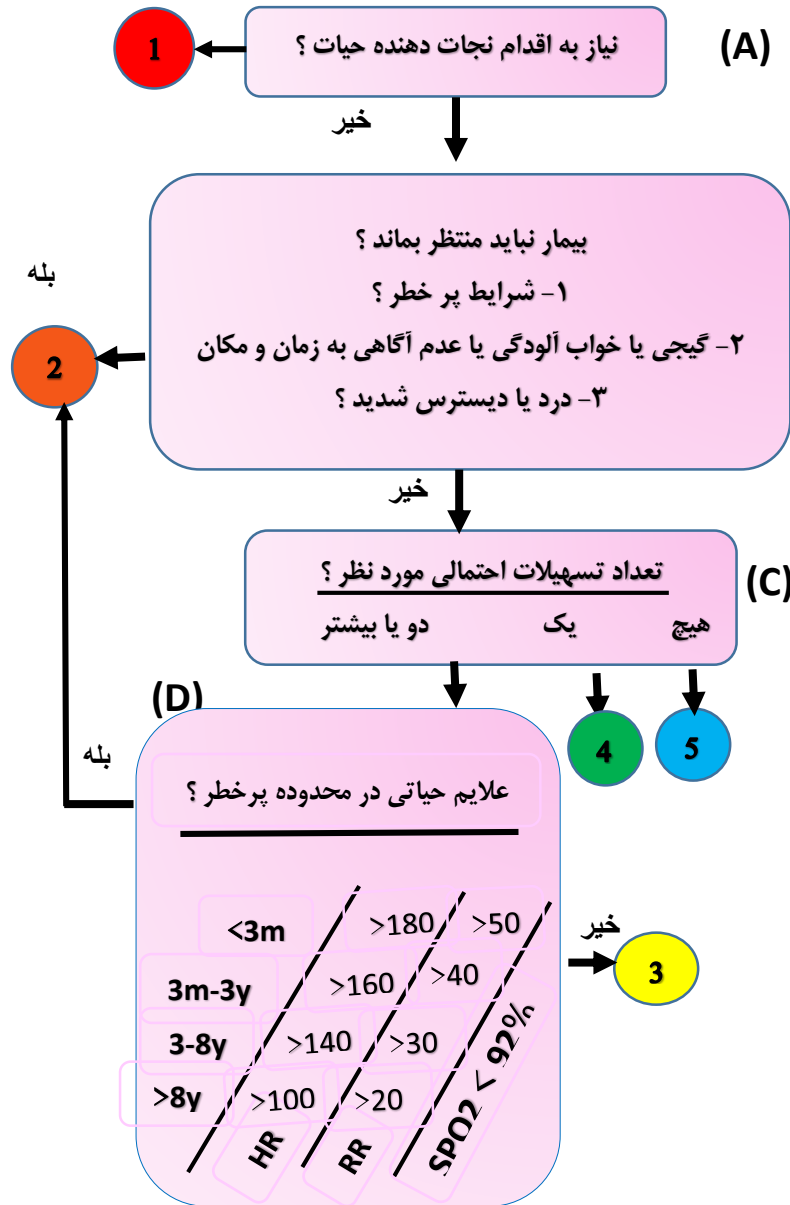 (A)
نیاز به اقدام نجات دهنده حیات ؟
1
خیر
بیمار نباید منتظر بماند ؟
۱- شرایط پر خطر ؟
۲- گیجی یا خواب آلودگی یا عدم آگاهی به زمان و مکان
۳- درد یا دیسترس شدید ؟
بله
2
خیر
(C)
تعداد تسهیلات احتمالی مورد نظر ؟
هیچ یک دو یا بیشتر
5
4
(D)
بله
علایم حیاتی در محدوده پرخطر ؟
<3m >180 >50
3m-3y >160 >40
3-8y >140 >30
>8y >100 >20
HR RR SPO2 < 92%
خیر
3